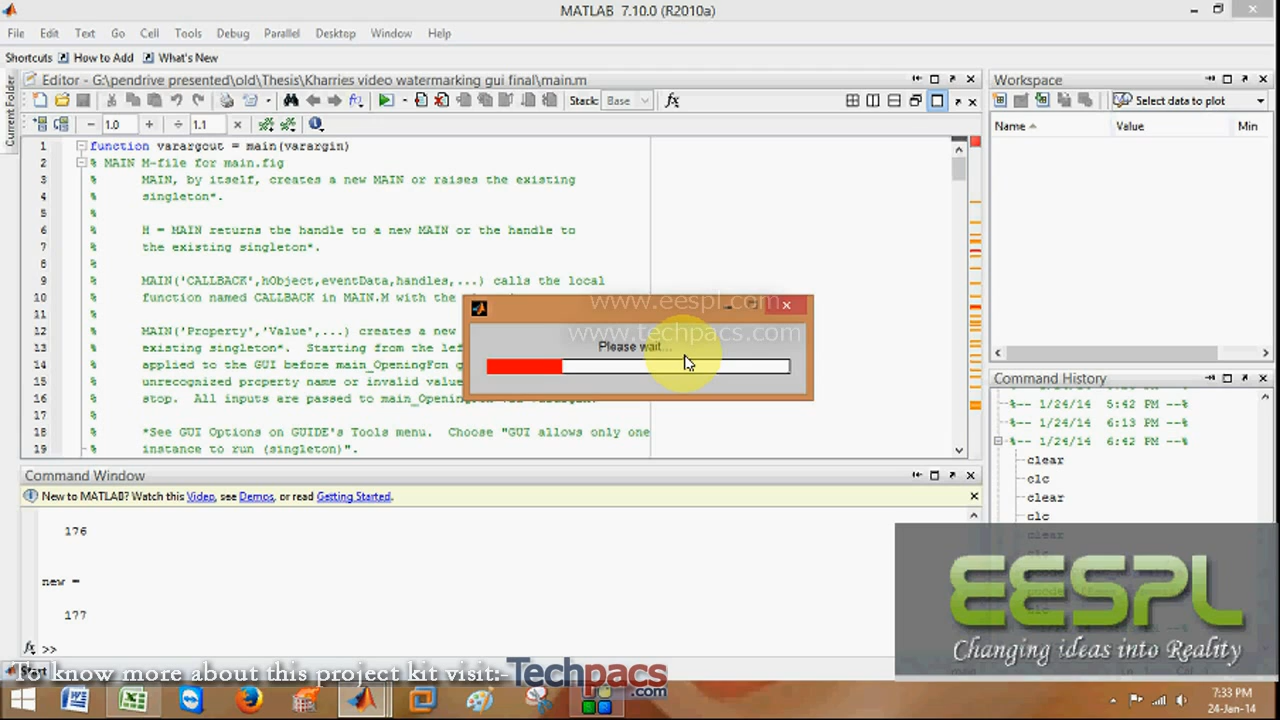 MATLAB 7.10.0 (R2010a)
File Edit Text Go Cell Tools Debug Parallel Desktop Window Help
Shortcuts How to Add What's New
Current Folder
Editor - G:\pendrive presented\old\Thesis\Kharries video watermarking gui final\main.m
Stack: Base
1.0 1.1
1 function varargout = main(varargin)
2 % MAIN M-file for main.fig
3 % MAIN, by itself, creates a new MAIN or raises the existing
4 % singleton*.
5 %
6 % H = MAIN returns the handle to a new MAIN or the handle to
7 % the existing singleton*.
8 %
9 % MAIN('CALLBACK',hObject,eventData,handles,...) calls the local
10 % function named CALLBACK in MAIN.M with the
11 %
12 % MAIN('Property','Value',...) creates a new
13 % existing singleton*. Starting from the left
14 % applied to the GUI before main_OpeningFcn
15 % unrecognized property name or invalid value
16 % stop. All inputs are passed to
17 %
18 % *See GUI Options on GUIDE's Tools menu. Choose "GUI allows only one
19 % instance to run (singleton)".
www.eespl.com
www.techpacs.com
Please wait...
Workspace
Select data to plot
Name Value Min
Command History
%-- 1/24/14 5:42 PM --%
%-- 1/24/14 6:13 PM --%
%-- 1/24/14 6:42 PM --%
clear
clc
clear
clc
clear
Command Window
New to MATLAB? Watch this Video, see Demos, or read Getting Started.
176
new =
177
fx >>
EESPL
Changing ideas into Reality
Start
To know more about this project kit visit:- Techpacs
.com
7:33 PM
24-Jan-14